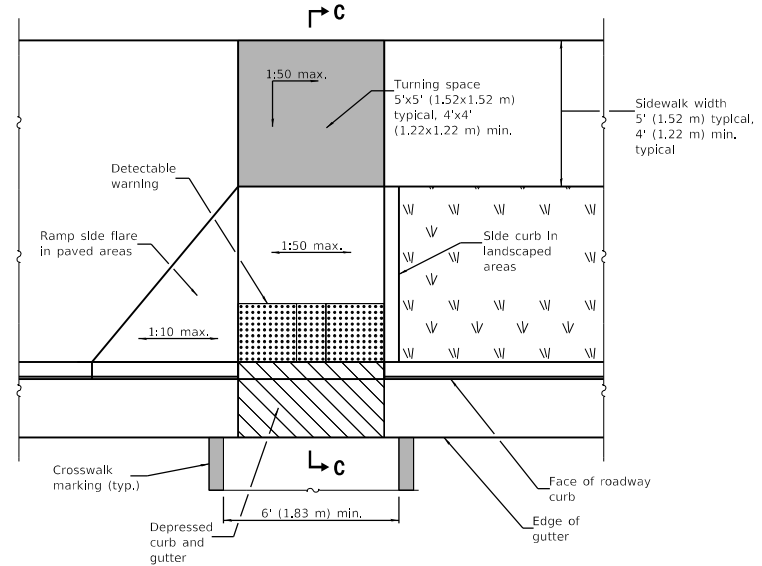 C
1:50 max.
Turning space
5'x5' (1.52x1.52 m)
typical, 4'x4'
(1.22x1.22 m) min.
Sidewalk width
5' (1.52 m) typical,
4' (1.22 m) min.
typical
Detectable
warning
Ramp side flare
in paved areas
1:50 max.
Side curb in
landscaped
areas
1:10 max.
C
Crosswalk
marking (typ.)
Face of roadway
curb
6' (1.83 m) min.
Depressed
curb and
gutter
Edge of
gutter